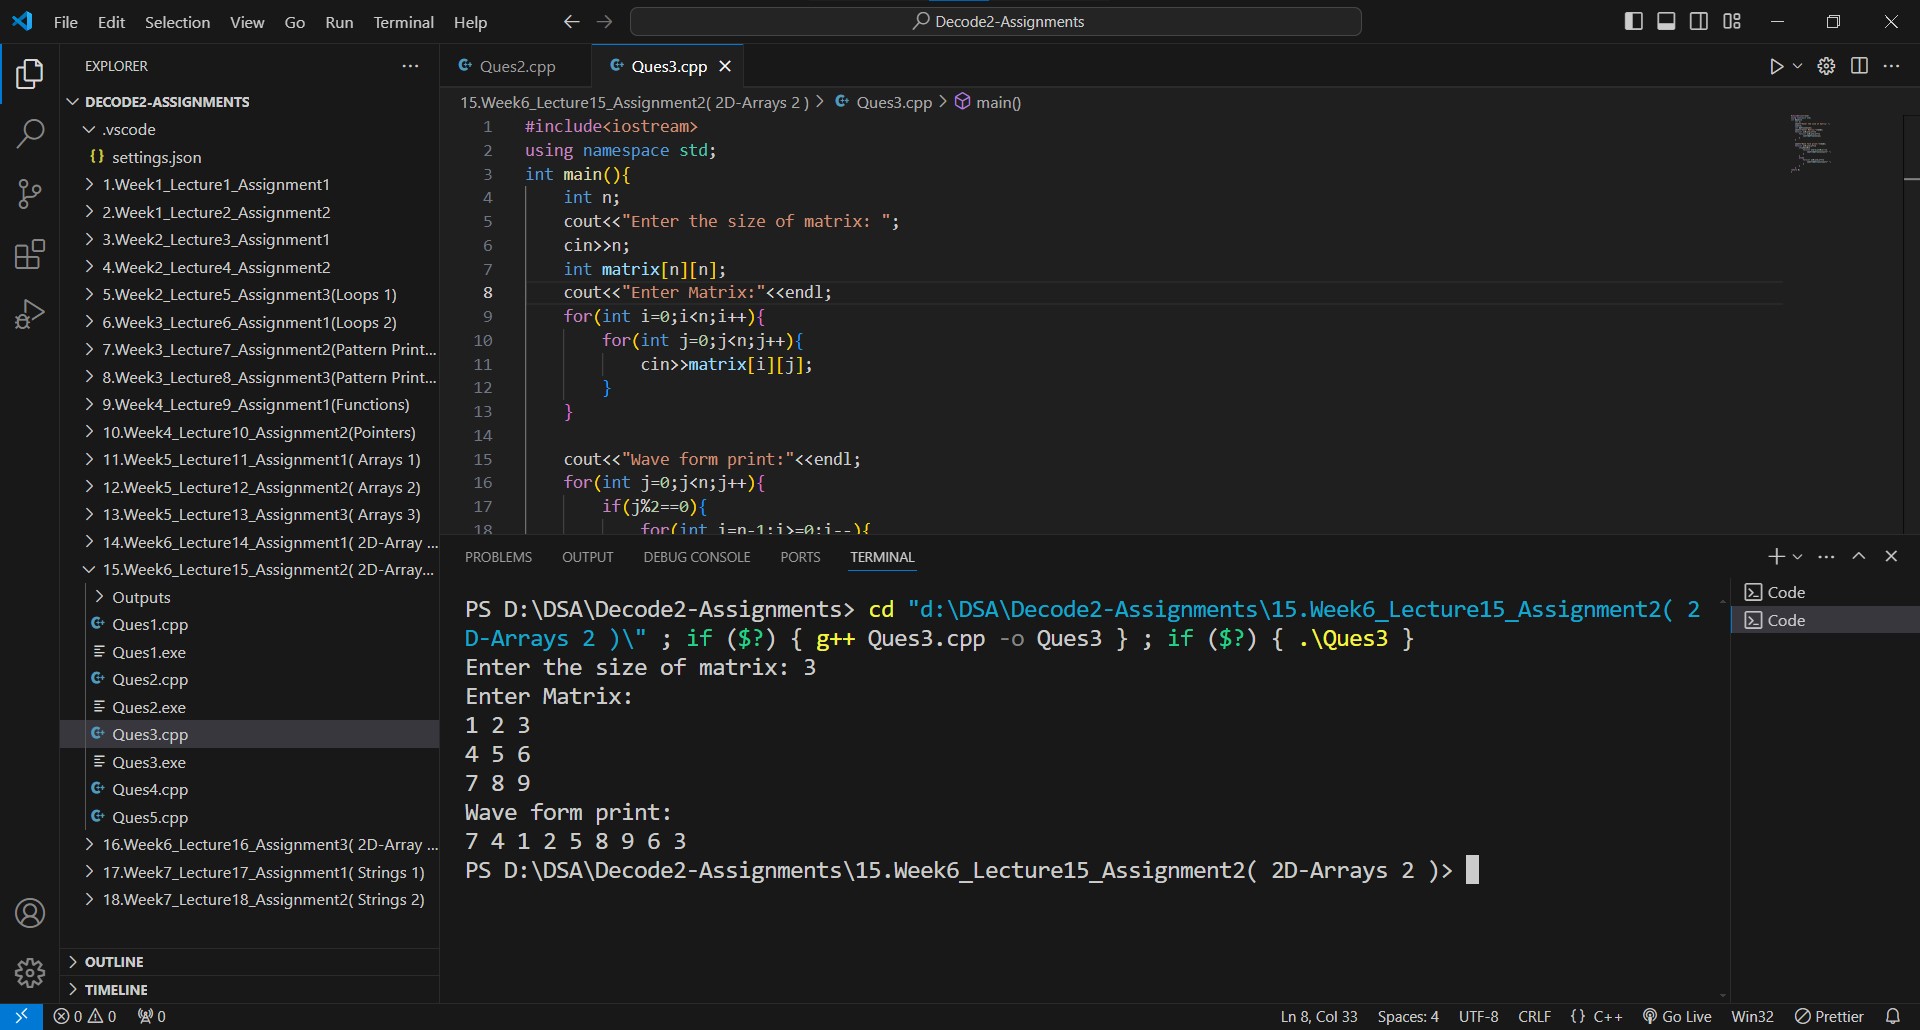 File Edit Selection View Go Run Terminal Help
Decode2-Assignments
EXPLORER
DECODE2-ASSIGNMENTS
.vscode
{} settings.json
1.Week1_Lecture1_Assignment1
2.Week1_Lecture2_Assignment2
3.Week2_Lecture3_Assignment1
4.Week2_Lecture4_Assignment2
5.Week2_Lecture5_Assignment3(Loops 1)
6.Week3_Lecture6_Assignment1(Loops 2)
7.Week3_Lecture7_Assignment2(Pattern Print...
8.Week3_Lecture8_Assignment3(Pattern Print...
9.Week4_Lecture9_Assignment1(Functions)
10.Week4_Lecture10_Assignment2(Pointers)
11.Week5_Lecture11_Assignment1( Arrays 1)
12.Week5_Lecture12_Assignment2( Arrays 2)
13.Week5_Lecture13_Assignment3( Arrays 3)
14.Week6_Lecture14_Assignment1( 2D-Array ...
15.Week6_Lecture15_Assignment2( 2D-Array...
Outputs
Ques1.cpp
Ques1.exe
Ques2.cpp
Ques2.exe
Ques3.cpp
Ques3.exe
Ques4.cpp
Ques5.cpp
16.Week6_Lecture16_Assignment3( 2D-Array ...
17.Week7_Lecture17_Assignment1( Strings 1)
18.Week7_Lecture18_Assignment2( Strings 2)
OUTLINE
TIMELINE
Ques2.cpp
Ques3.cpp
15.Week6_Lecture15_Assignment2( 2D-Arrays 2 ) > Ques3.cpp > main()
1 #include<iostream>
2 using namespace std;
3 int main(){
4 int n;
5 cout<<"Enter the size of matrix: ";
6 cin>>n;
7 int matrix[n][n];
8 cout<<"Enter Matrix:"<<endl;
9 for(int i=0;i<n;i++){
10 for(int j=0;j<n;j++){
11 cin>>matrix[i][j];
12 }
13 }
14
15 cout<<"Wave form print:"<<endl;
16 for(int j=0;j<n;j++){
17 if(j%2==0){
18 for(int i=n-1;i>=0;i--){
PROBLEMS OUTPUT DEBUG CONSOLE PORTS TERMINAL
PS D:\DSA\Decode2-Assignments> cd "d:\DSA\Decode2-Assignments\15.Week6_Lecture15_Assignment2( 2
D-Arrays 2 )\" ; if ($?) { g++ Ques3.cpp -o Ques3 } ; if ($?) { .\Ques3 }
Enter the size of matrix: 3
Enter Matrix:
1 2 3
4 5 6
7 8 9
Wave form print:
7 4 1 2 5 8 9 6 3
PS D:\DSA\Decode2-Assignments\15.Week6_Lecture15_Assignment2( 2D-Arrays 2 )>
Code
Code
0 0 0
Ln 8, Col 33 Spaces: 4 UTF-8 CRLF {} C++ Go Live Win32 Prettier